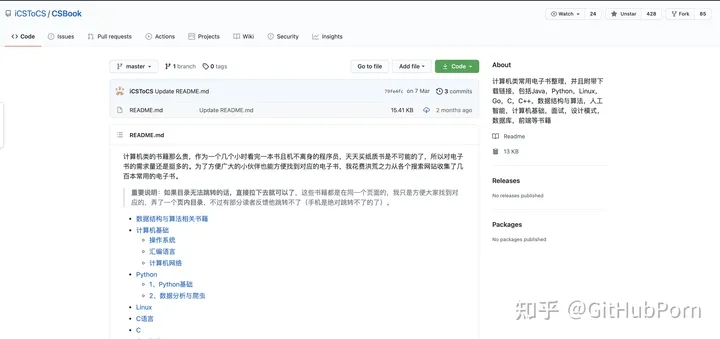 iCSToCS / CSBook
Watch 24 Unstar 428 Fork 85
Code Issues Pull requests Actions Projects Wiki Security Insights
master 1 branch 0 tags Go to file Add file Code
iCSToCS Update README.md on 7 Mar 3 commits
README.md Update README.md 15.41 KB 2 months ago
README.md
计算机类的书籍那么贵，作为一个几个小时看完一本书且机不离身的程序员，天天买纸质书是不可能的了，所以对电子
书的需求量还是挺多的。为了方便广大的小伙伴也能方便找到对应的电子书，我花费洪荒之力从各个搜索网站收集了几
百本常用的电子书。
重要说明：如果目录无法跳转的话，直接拉下去就可以了，这些书籍都是在同一个页面的，我只是方便大家找到对
应的，弄了一个页内目录，不过有部分读者反馈他跳转不了（手机是绝对跳转不了的了）。
数据结构与算法相关书籍
计算机基础
操作系统
汇编语言
计算机网络
Python
1、Python基础
2、数据分析与爬虫
Linux
C语言
C
About
计算机类常用电子书整理，并且附带下
载链接，包括Java，Python，Linux，
Go，C，C++，数据结构与算法，人工智
能，计算机基础，面试，设计模式，
数据库，前端等书籍
Readme
13 KB
Releases
No releases published
Packages
No packages published
知乎 @GitHubPorn